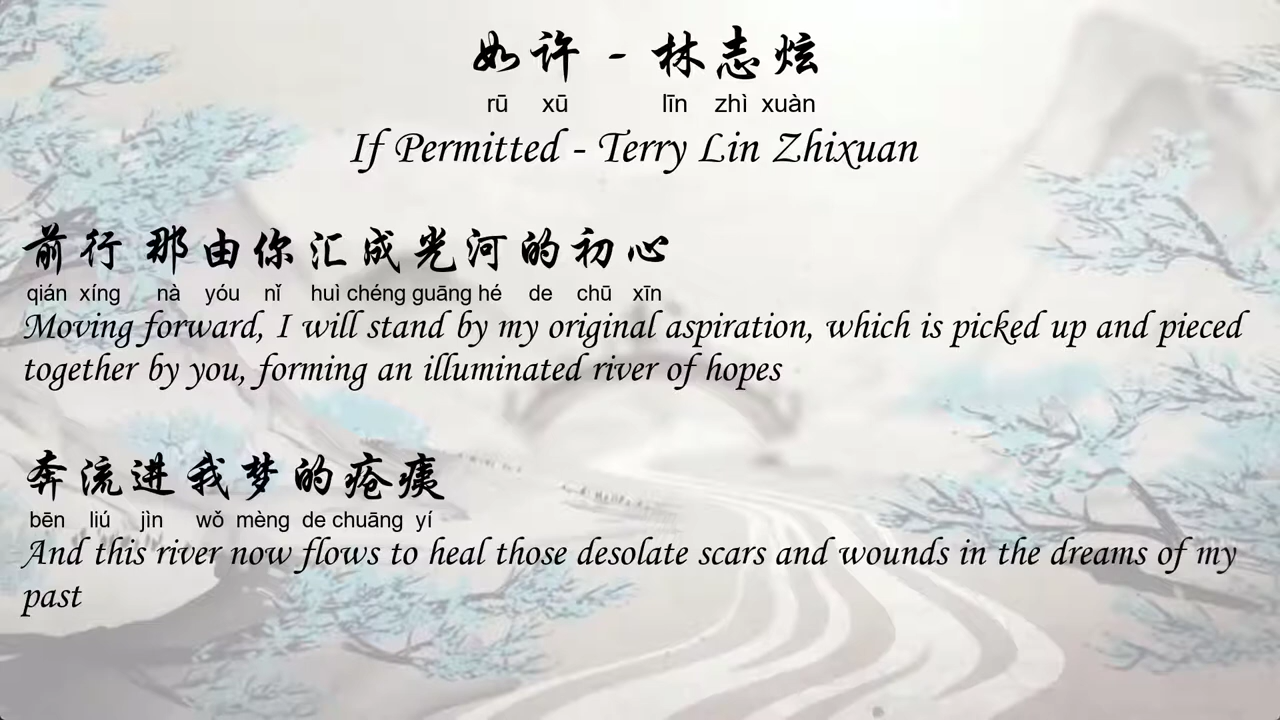 如许 - 林志炫
rū xū līn zhì xuàn
If Permitted - Terry Lin Zhixuan
前行 那由你汇成光河的初心
qián xíng nà yóu nǐ huì chéng guāng hé de chū xīn
Moving forward, I will stand by my original aspiration, which is picked up and pieced
together by you, forming an illuminated river of hopes
奔流进我梦的疮痍
bēn liú jìn wǒ mèng de chuāng yí
And this river now flows to heal those desolate scars and wounds in the dreams of my
past